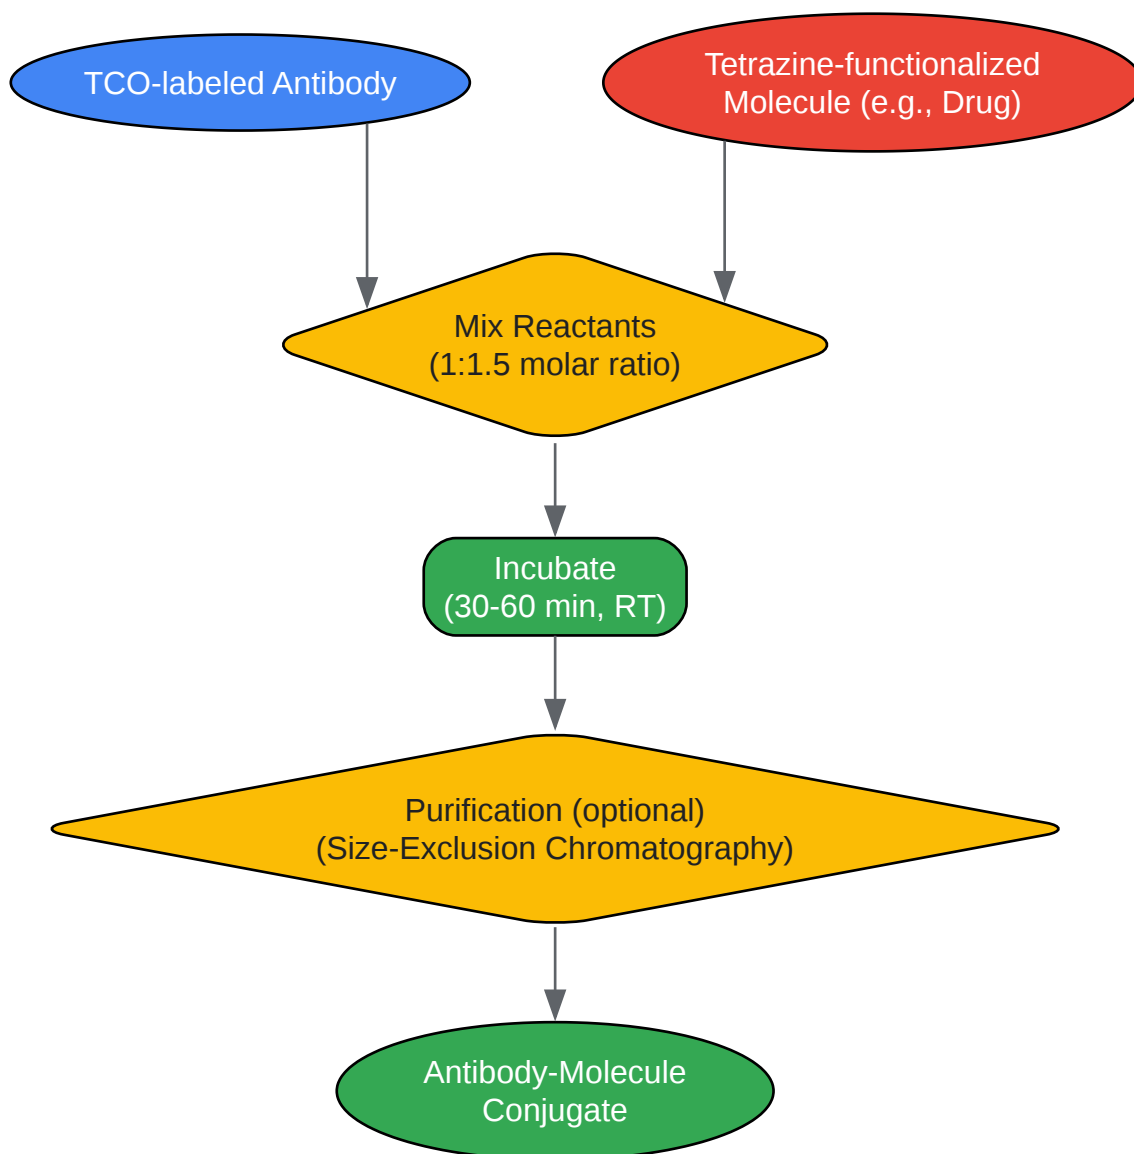 TCO-labeled Antibody
Tetrazine-functionalized
Molecule (e.g., Drug)
Mix Reactants
(1:1.5 molar ratio)
Incubate
(30-60 min, RT)
Purification (optional)
(Size-Exclusion Chromatography)
Antibody-Molecule
Conjugate